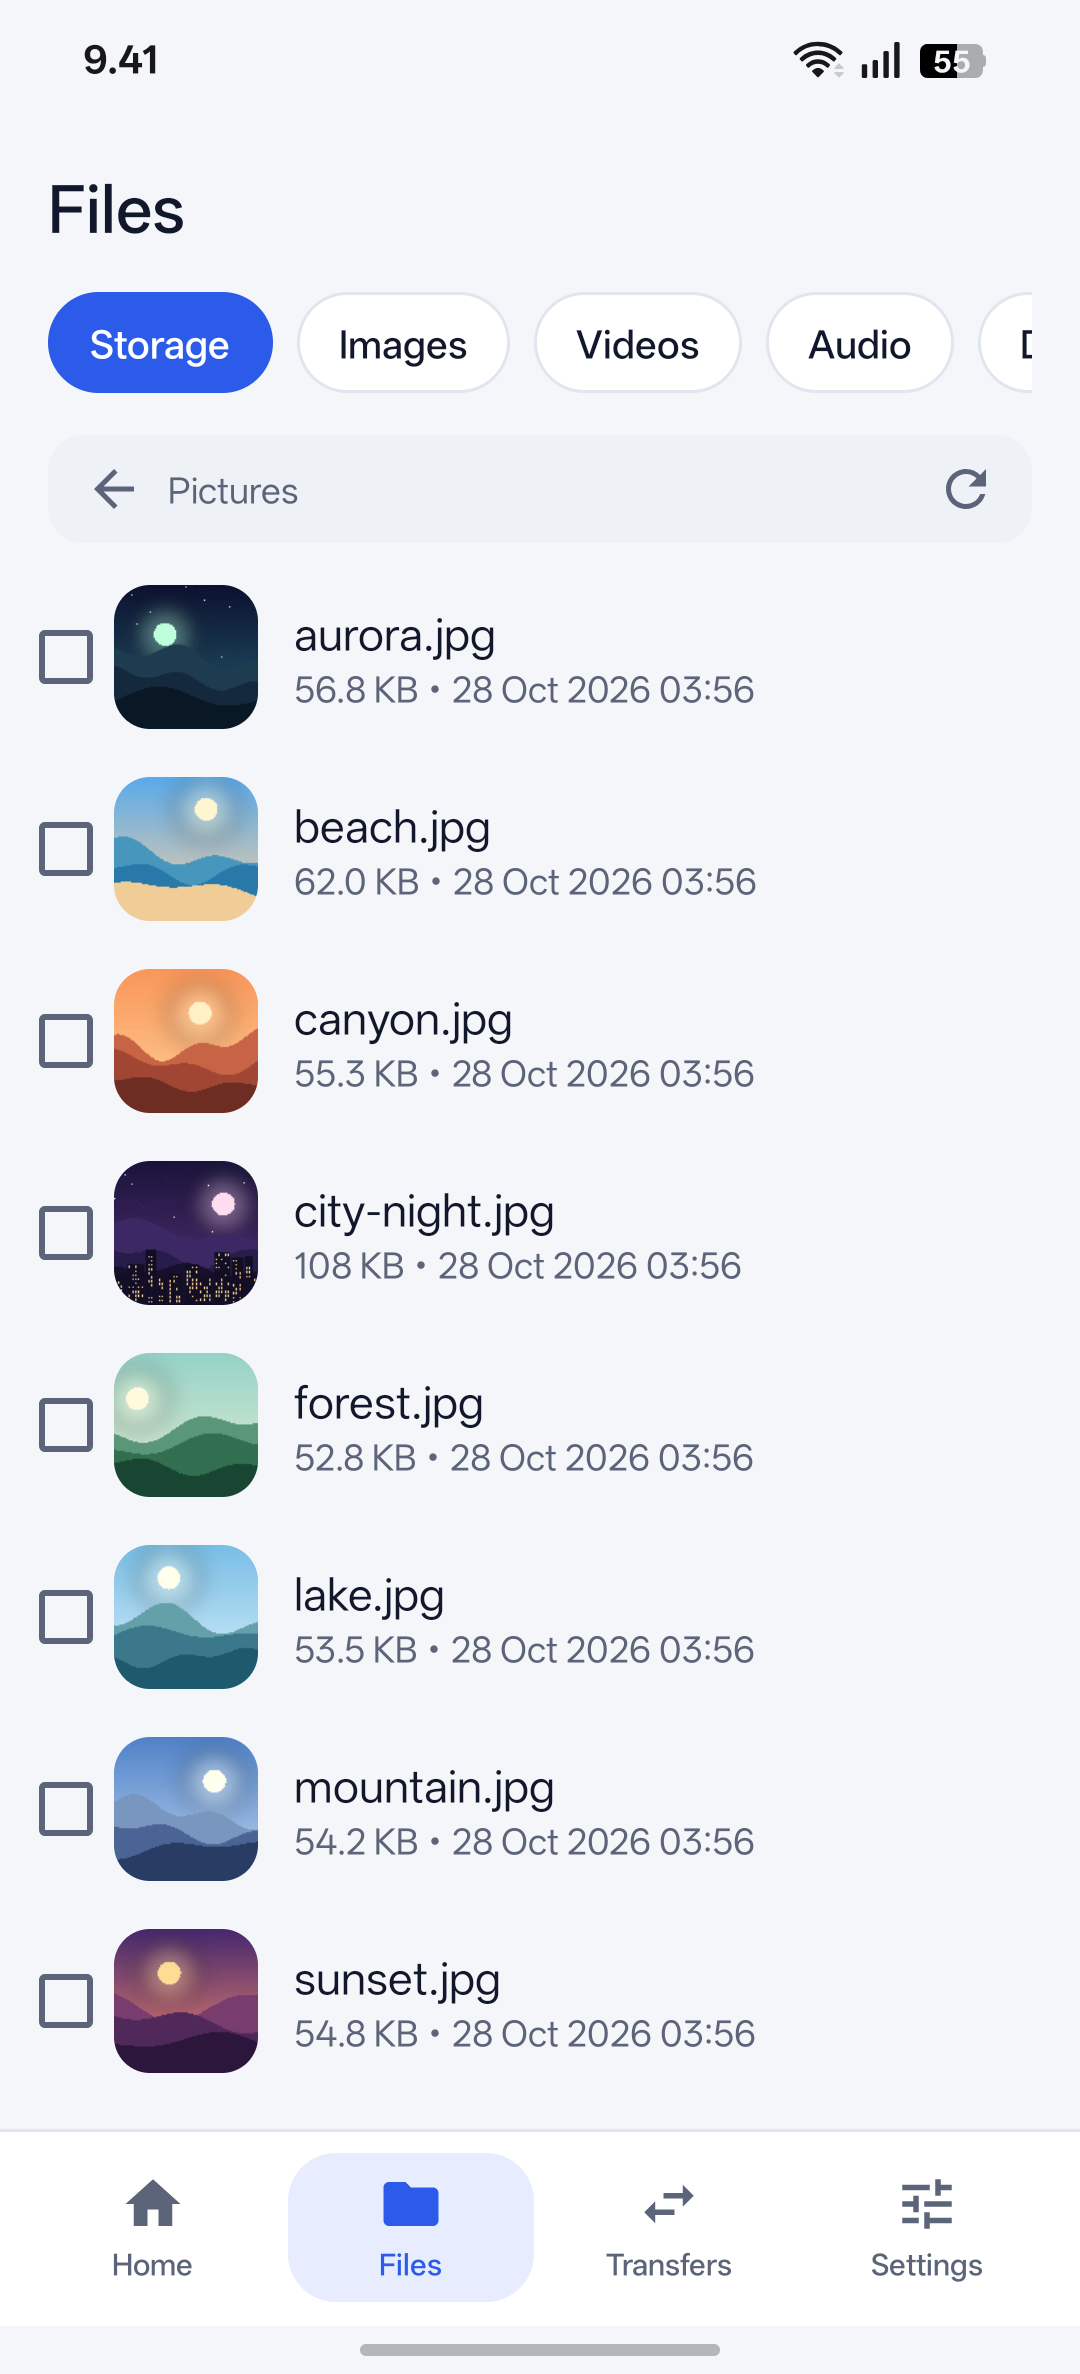 9.41
55
Files
Storage
Images
Videos
Audio
Pictures
aurora.jpg
56.8 KB • 28 Oct 2026 03:56
beach.jpg
62.0 KB • 28 Oct 2026 03:56
canyon.jpg
55.3 KB • 28 Oct 2026 03:56
city-night.jpg
108 KB • 28 Oct 2026 03:56
forest.jpg
52.8 KB • 28 Oct 2026 03:56
lake.jpg
53.5 KB • 28 Oct 2026 03:56
mountain.jpg
54.2 KB • 28 Oct 2026 03:56
sunset.jpg
54.8 KB • 28 Oct 2026 03:56
Home
Files
Transfers
Settings